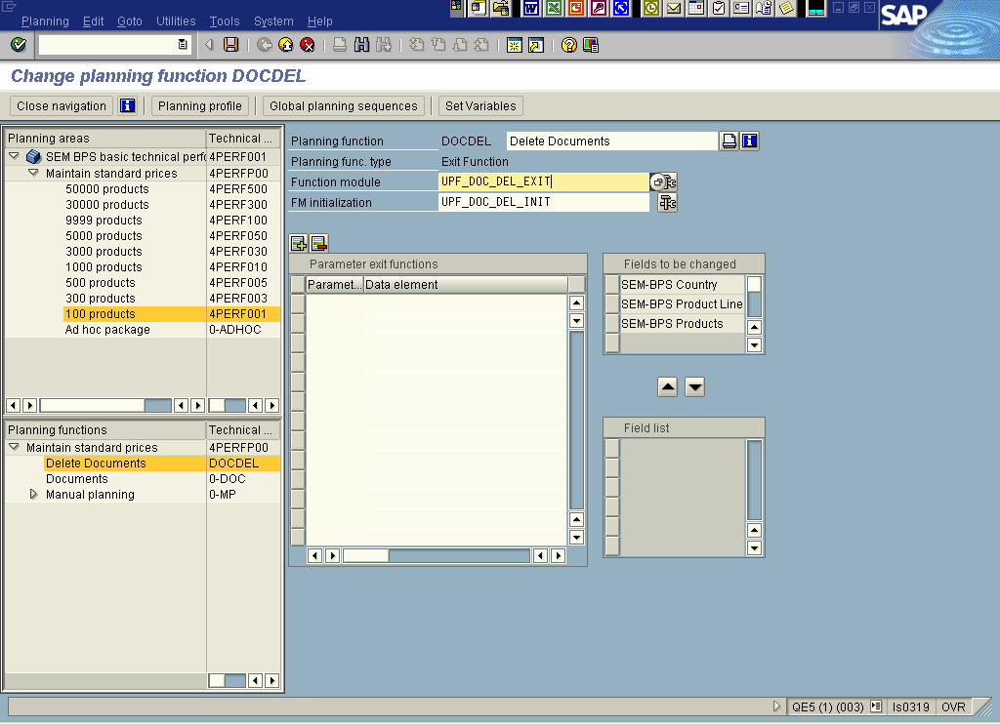 Planning Edit Goto Utilities Tools System Help
SAP
Change planning function DOCDEL
Close navigation Planning profile Global planning sequences Set Variables
Planning areas Technical ...
SEM BPS basic technical perfo 4PERF001
Maintain standard prices 4PERFP00
50000 products 4PERF500
30000 products 4PERF300
9999 products 4PERF100
5000 products 4PERF050
3000 products 4PERF030
1000 products 4PERF010
500 products 4PERF005
300 products 4PERF003
100 products 4PERF001
Ad hoc package 0-ADHOC
Planning functions Technical ...
Maintain standard prices 4PERFP00
Delete Documents DOCDEL
Documents 0-DOC
Manual planning 0-MP
Planning function DOCDEL Delete Documents
Planning func. type Exit Function
Function module UPF_DOC_DEL_EXIT
FM initialization UPF_DOC_DEL_INIT
Parameter exit functions
Paramet... Data element
Fields to be changed
SEM-BPS Country
SEM-BPS Product Line
SEM-BPS Products
Field list
QE5 (1) (003) ls0319 OVR